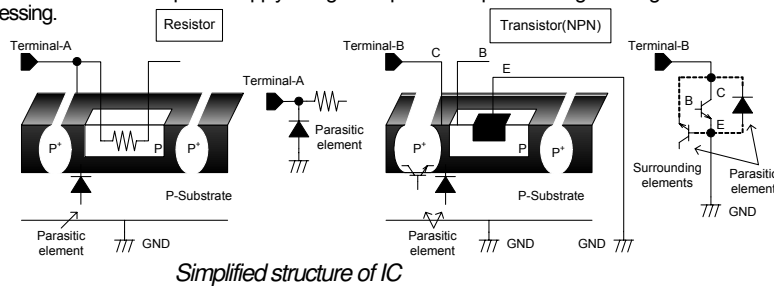 essing.
Resistor
Transistor(NPN)
Terminal-A
Terminal-B
C
B
E
Terminal-B
Terminal-A
Parasitic
element
P+
P
P+
P-Substrate
Parasitic
element
GND
P+
P
P+
P-Substrate
Parasitic
element
GND
GND
B
C
E
Surrounding
elements
Parasitic
element
GND
Simplified structure of IC